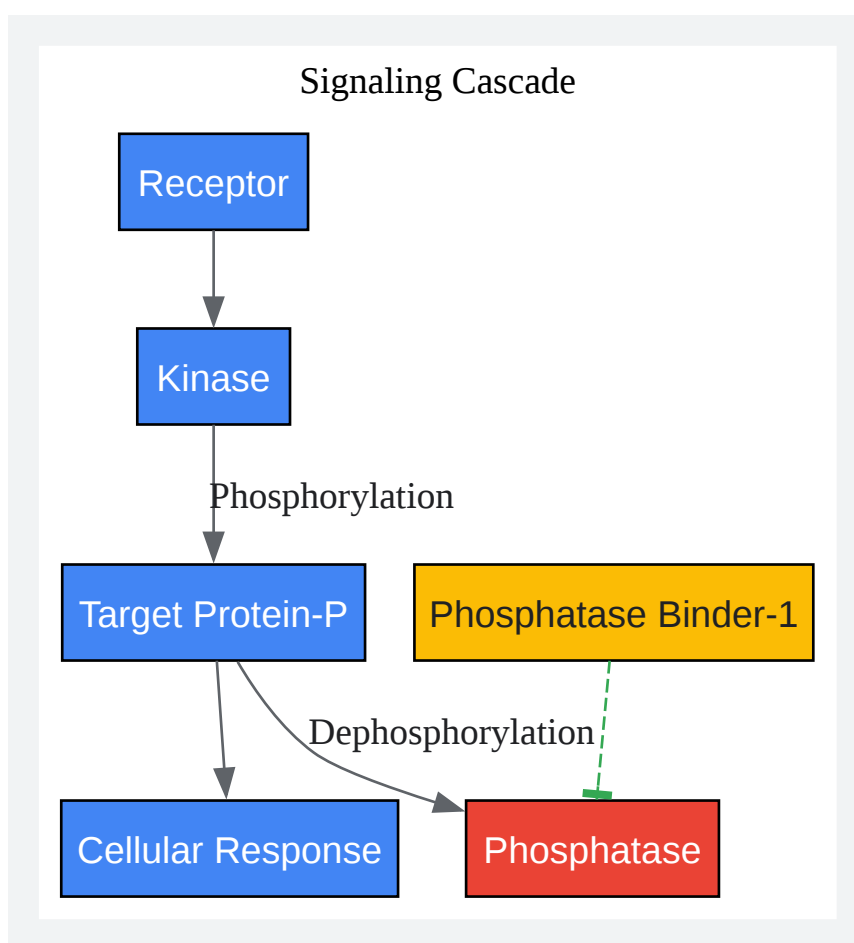 Signaling Cascade
Receptor
Kinase
Phosphorylation
Target Protein-P
Phosphatase Binder-1
Dephosphorylation
Cellular Response
Phosphatase